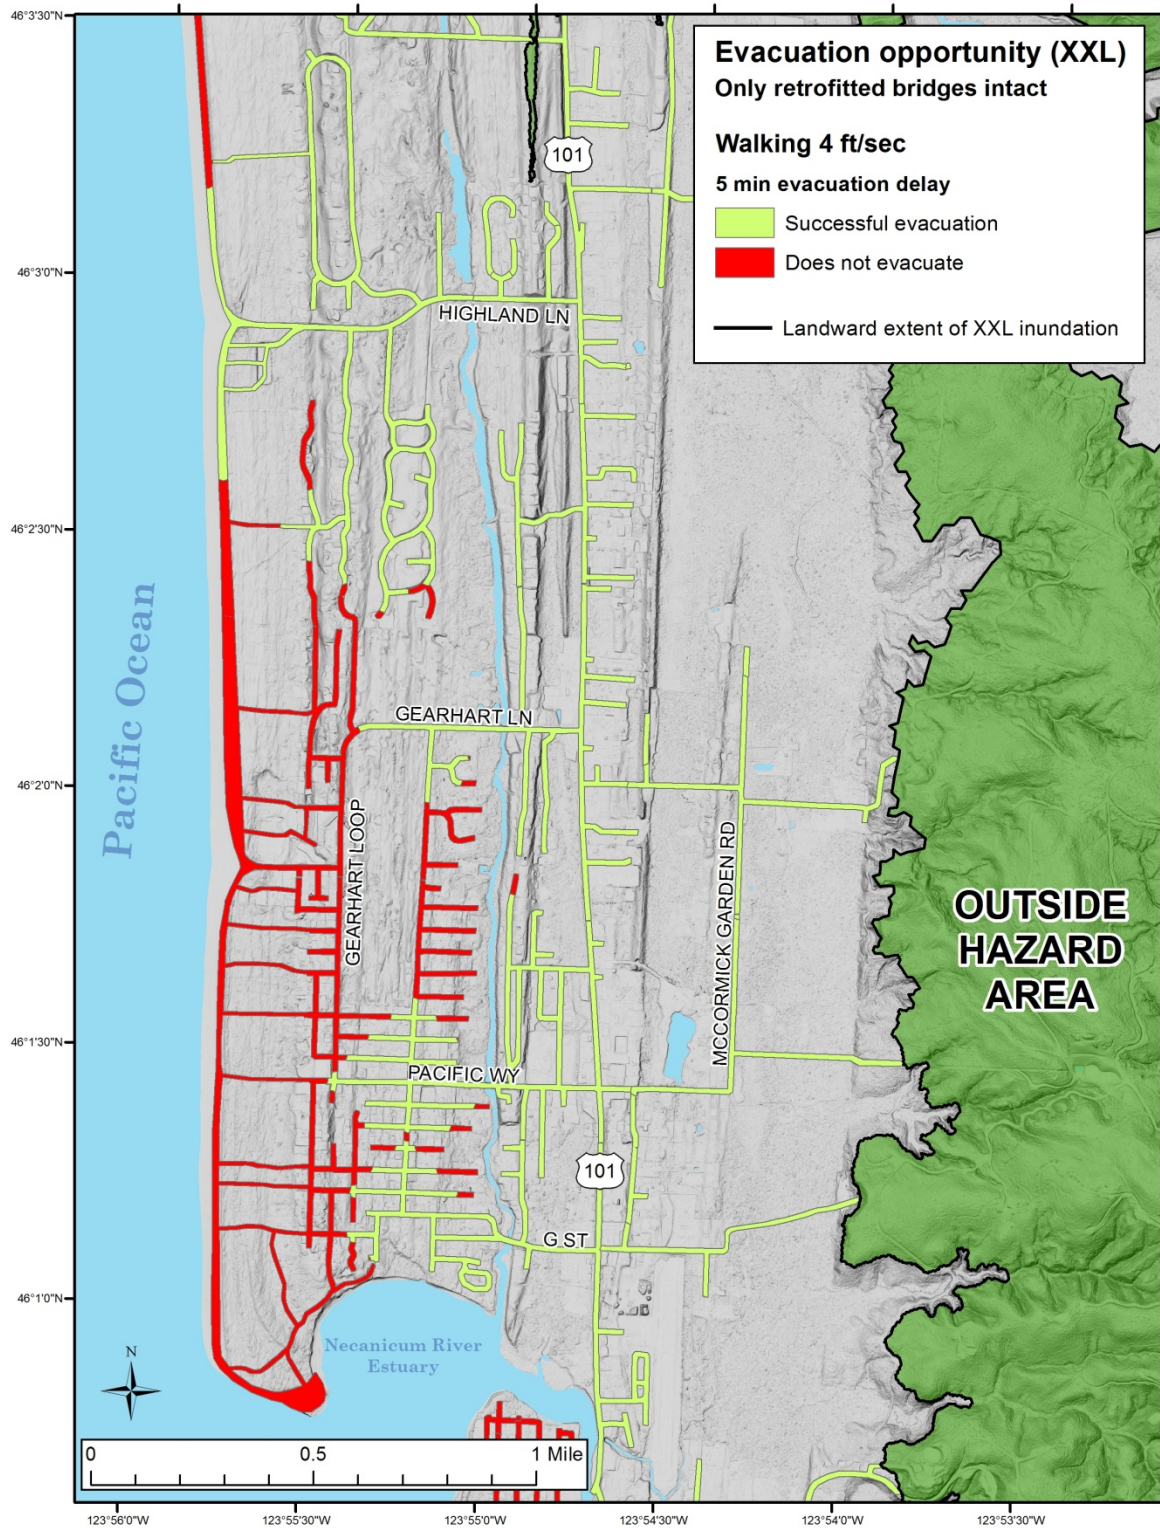 Evacuation opportunity (XXL)
Only retrofitted bridges intact
Walking 4 ft/sec
5 min evacuation delay
Successful evacuation
Does not evacuate
Landward extent of XXL inundation
46°3'30"N
46°3'0"N
46°2'30"N
46°2'0"N
46°1'30"N
46°1'0"N
101
HIGHLAND LN
Pacific Ocean
GEARHART LN
GEARHART LOOP
MCCORMICK GARDEN RD
OUTSIDE
HAZARD
AREA
PACIFIC WY
101
G ST
Necanicum River
Estuary
N
0 0.5 1 Mile
123°56'0"W 123°55'30"W 123°55'0"W 123°54'30"W 123°54'0"W 123°53'30"W